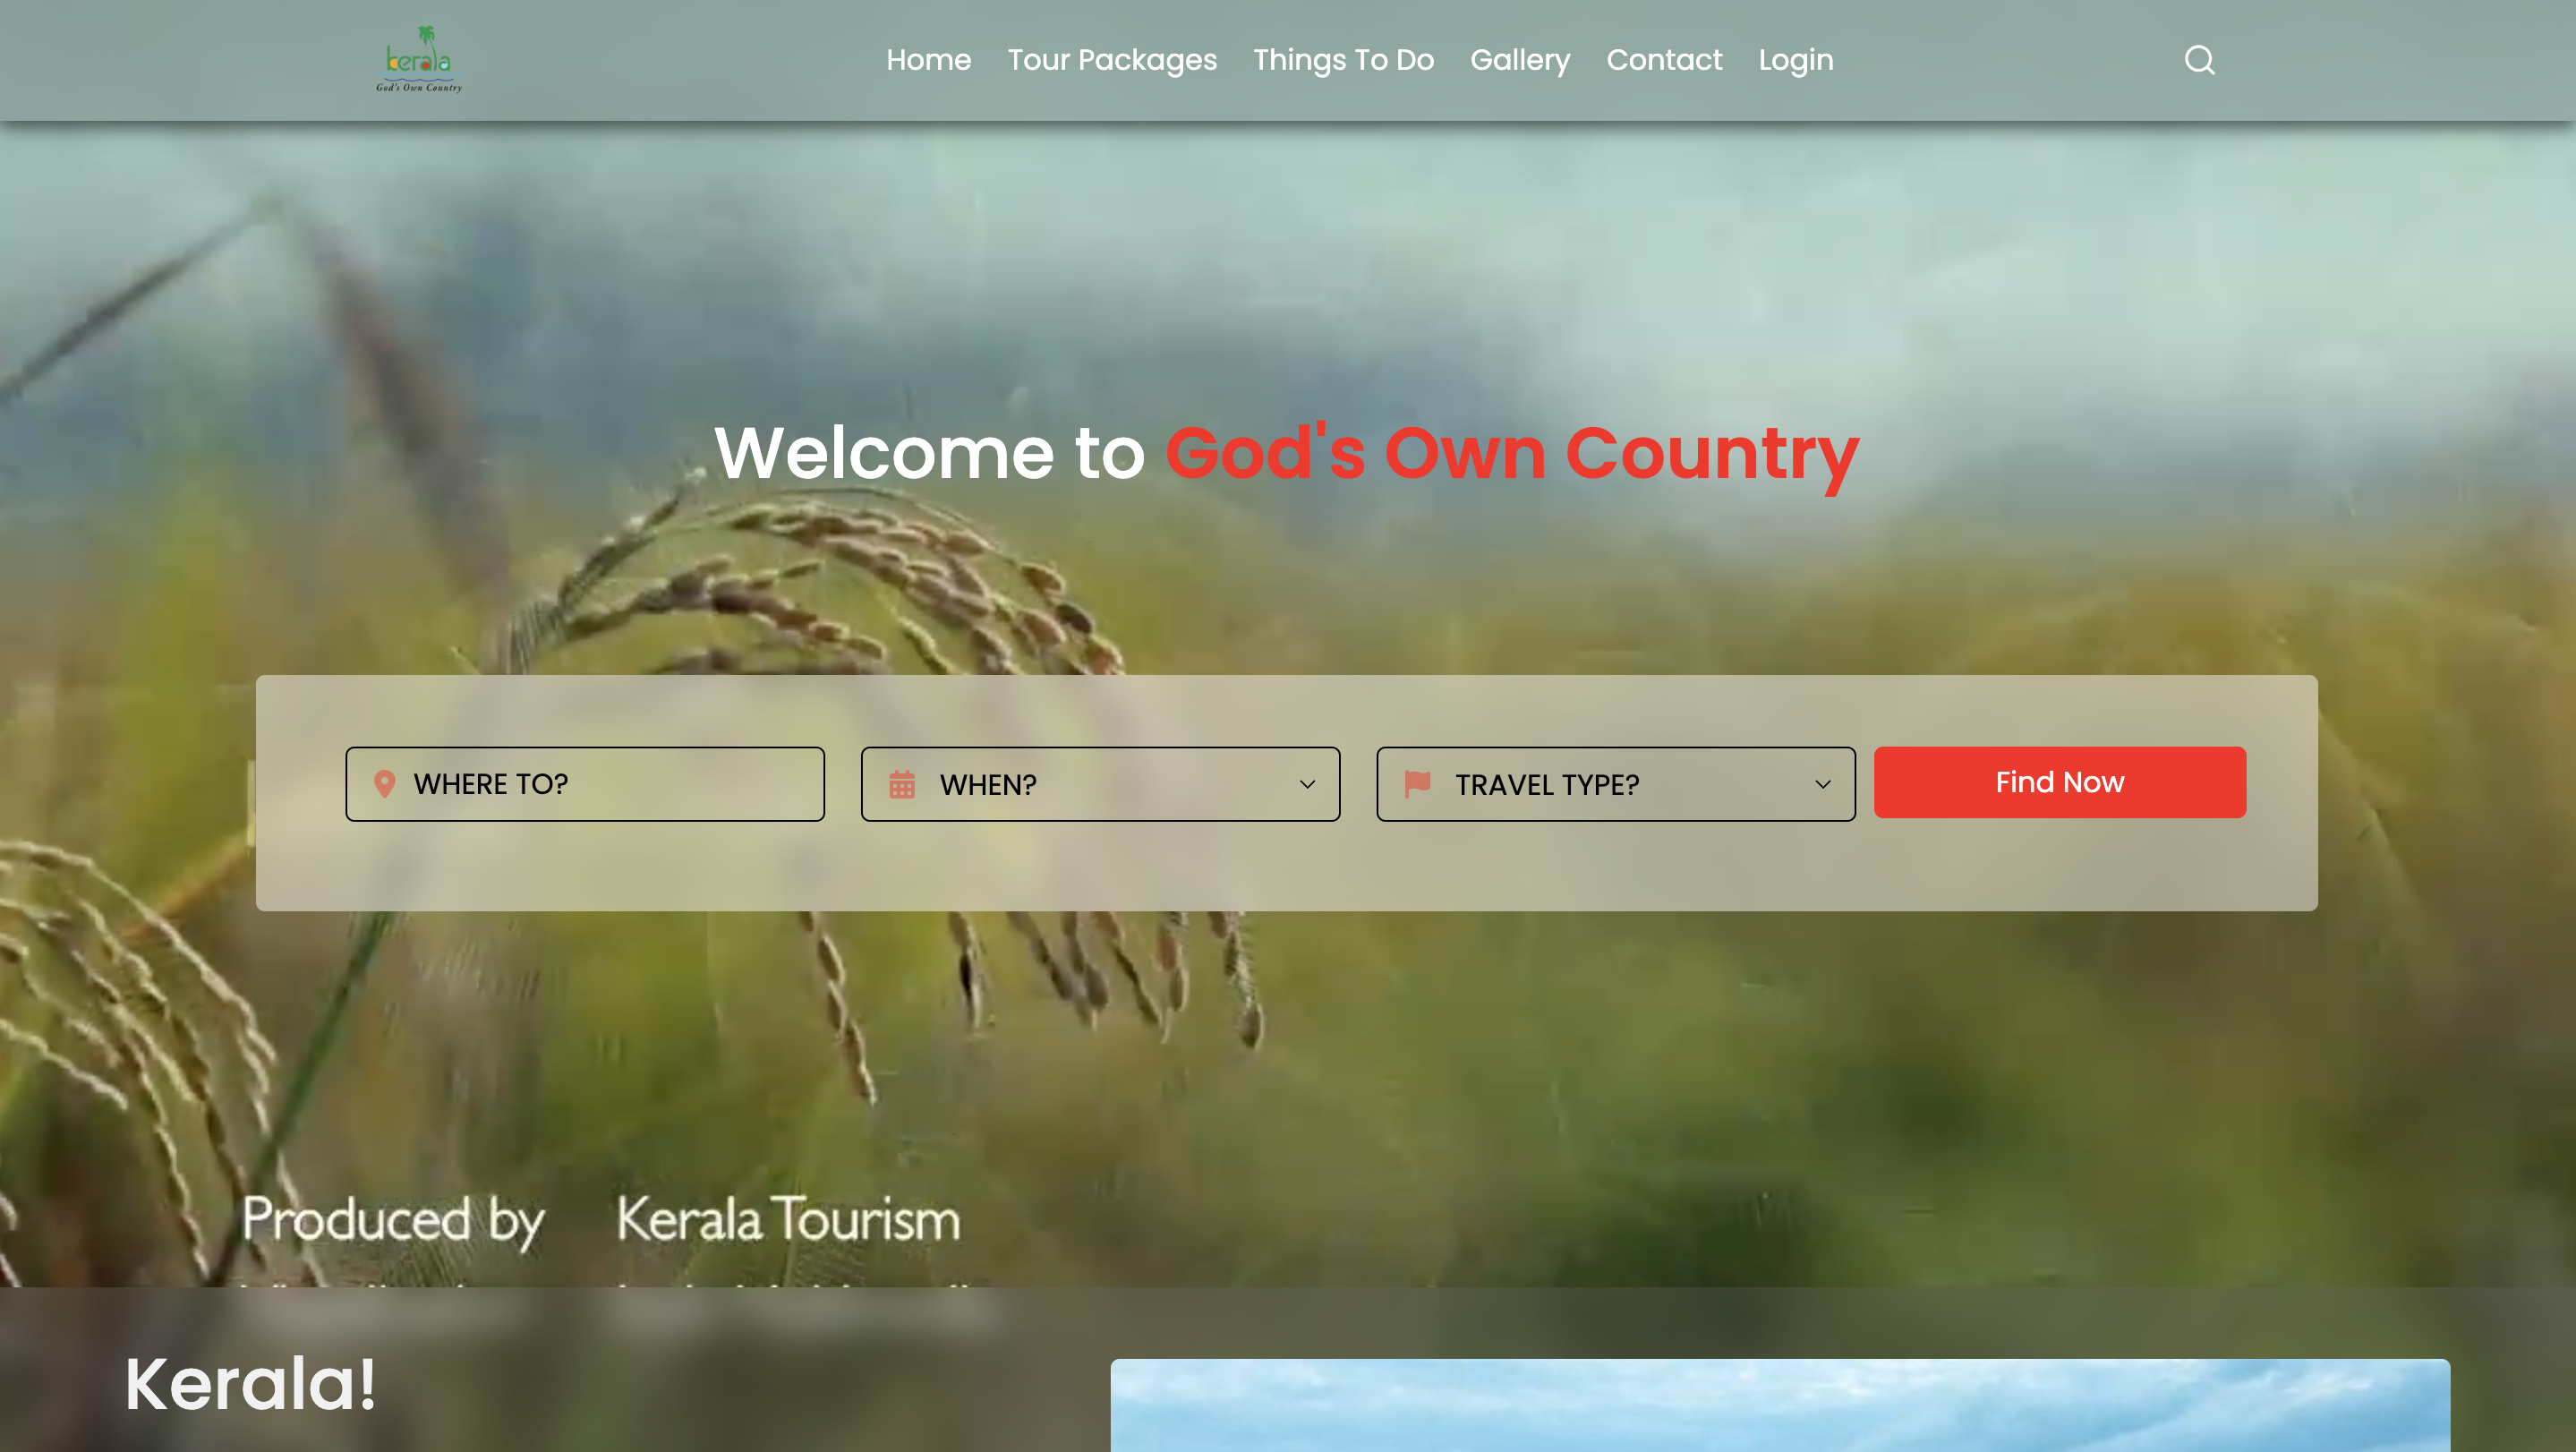 kerala
God's Own Country
Home Tour Packages Things To Do Gallery Contact Login
Welcome to God's Own Country
WHERE TO? WHEN? TRAVEL TYPE? Find Now
Produced by Kerala Tourism
Kerala!